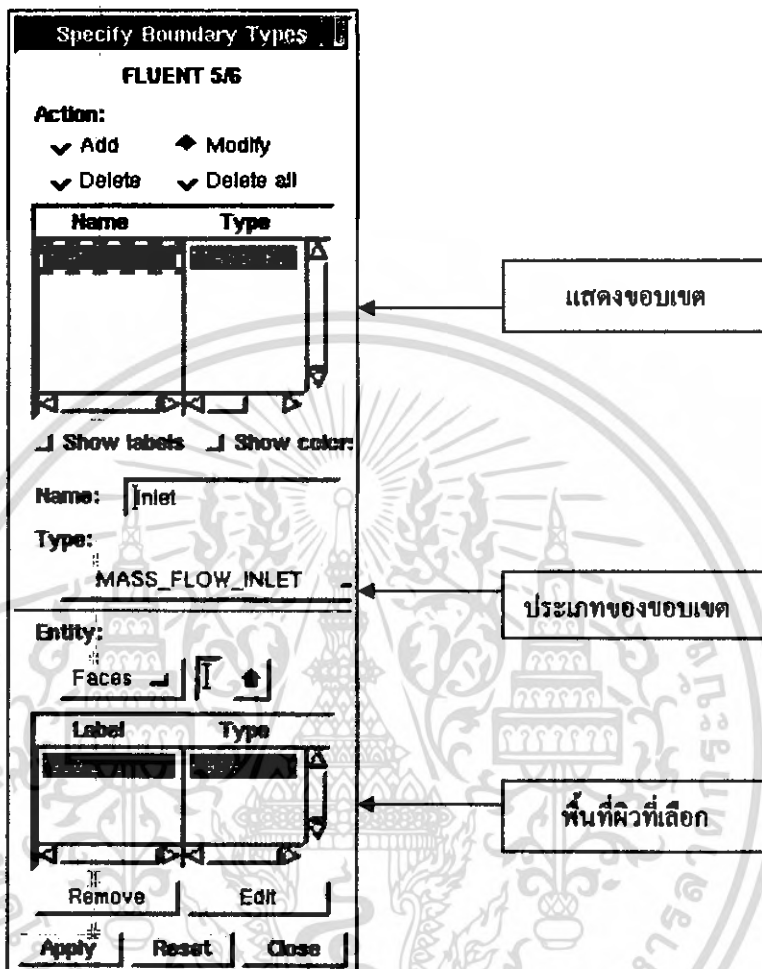 Specify Boundary Types
FLUENT 5/6
Action:
Add Modify
Delete Delete all
Name Type
แสดงขอบเขต
Show labels Show color:
Name: Inlet
Type:
MASS_FLOW_INLET
ประเภทของขอบเขต
Entity:
Faces
Label Type
พื้นที่ผิวที่เลือก
Remove Edit
Apply Reset Close